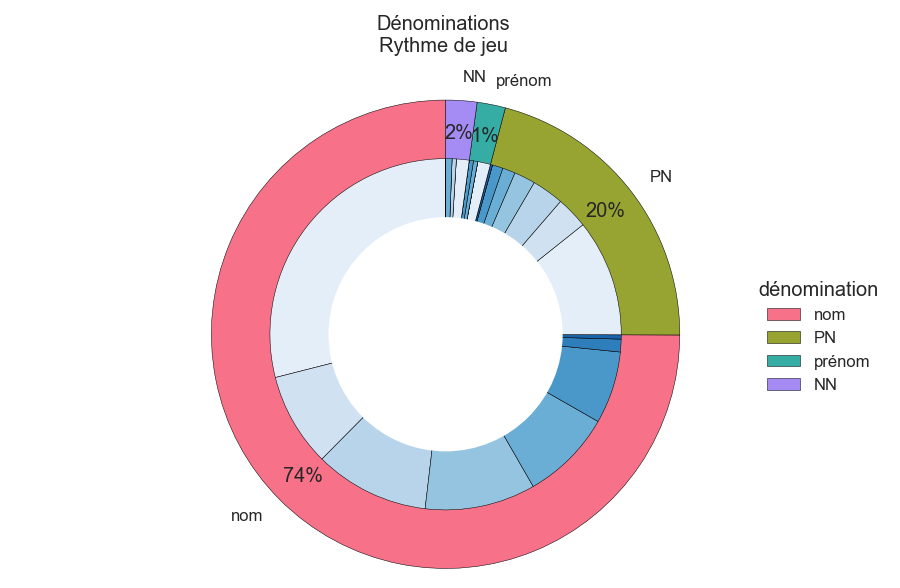 Dénominations
Rythme de jeu
NN
prénom
2%
1%
PN
20%
dénomination
nom
PN
prénom
NN
74%
nom